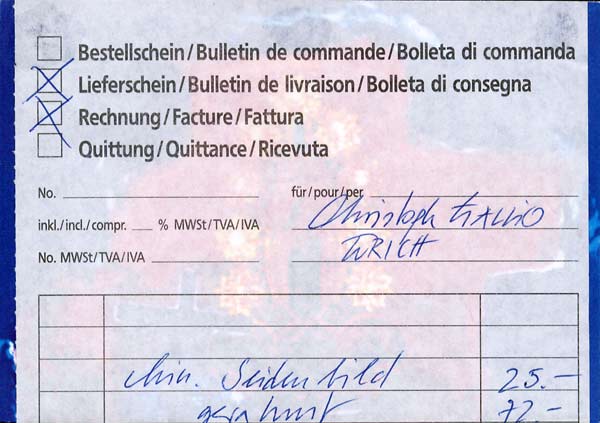 Bestellschein/Bulletin de commande/Bolleta di commanda
Lieferschein/Bulletin de livraison/Bolleta di consegna
Rechnung/Facture/Fattura
Quittung/Quittance/Ricevuta
No. für/pour/per
Christoph
inkl./incl./compr. % MWSt/TVA/IVA
No. MWSt/TVA/IVA
chin. Seidenbild 25.-
gerahmt 72.-